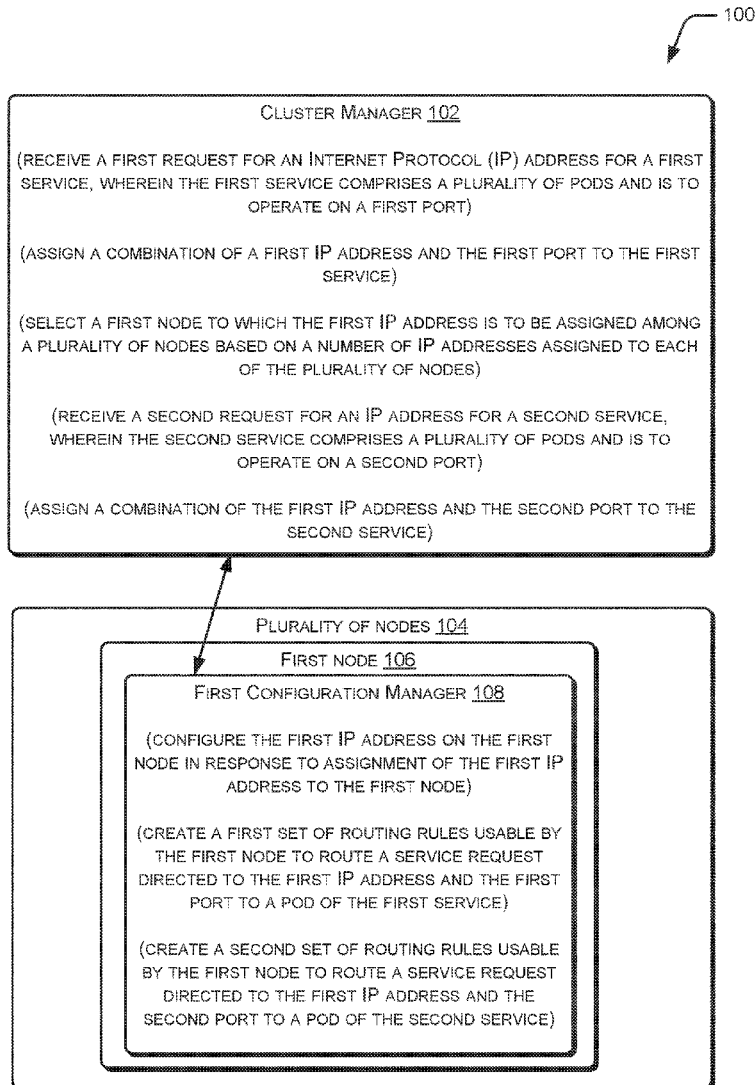 100
CLUSTER MANAGER 102
(RECEIVE A FIRST REQUEST FOR AN INTERNET PROTOCOL (IP) ADDRESS FOR A FIRST
SERVICE, WHEREIN THE FIRST SERVICE COMPRISES A PLURALITY OF PODS AND IS TO
OPERATE ON A FIRST PORT)
(ASSIGN A COMBINATION OF A FIRST IP ADDRESS AND THE FIRST PORT TO THE FIRST
SERVICE)
(SELECT A FIRST NODE TO WHICH THE FIRST IP ADDRESS IS TO BE ASSIGNED AMONG
A PLURALITY OF NODES BASED ON A NUMBER OF IP ADDRESSES ASSIGNED TO EACH
OF THE PLURALITY OF NODES)
(RECEIVE A SECOND REQUEST FOR AN IP ADDRESS FOR A SECOND SERVICE,
WHEREIN THE SECOND SERVICE COMPRISES A PLURALITY OF PODS AND IS TO
OPERATE ON A SECOND PORT)
(ASSIGN A COMBINATION OF THE FIRST IP ADDRESS AND THE SECOND PORT TO THE
SECOND SERVICE)
PLURALITY OF NODES 104
FIRST NODE 106
FIRST CONFIGURATION MANAGER 108
(CONFIGURE THE FIRST IP ADDRESS ON THE FIRST
NODE IN RESPONSE TO ASSIGNMENT OF THE FIRST IP
ADDRESS TO THE FIRST NODE)
(CREATE A FIRST SET OF ROUTING RULES USABLE BY
THE FIRST NODE TO ROUTE A SERVICE REQUEST
DIRECTED TO THE FIRST IP ADDRESS AND THE FIRST
PORT TO A POD OF THE FIRST SERVICE)
(CREATE A SECOND SET OF ROUTING RULES USABLE
BY THE FIRST NODE TO ROUTE A SERVICE REQUEST
DIRECTED TO THE FIRST IP ADDRESS AND THE
SECOND PORT TO A POD OF THE SECOND SERVICE)